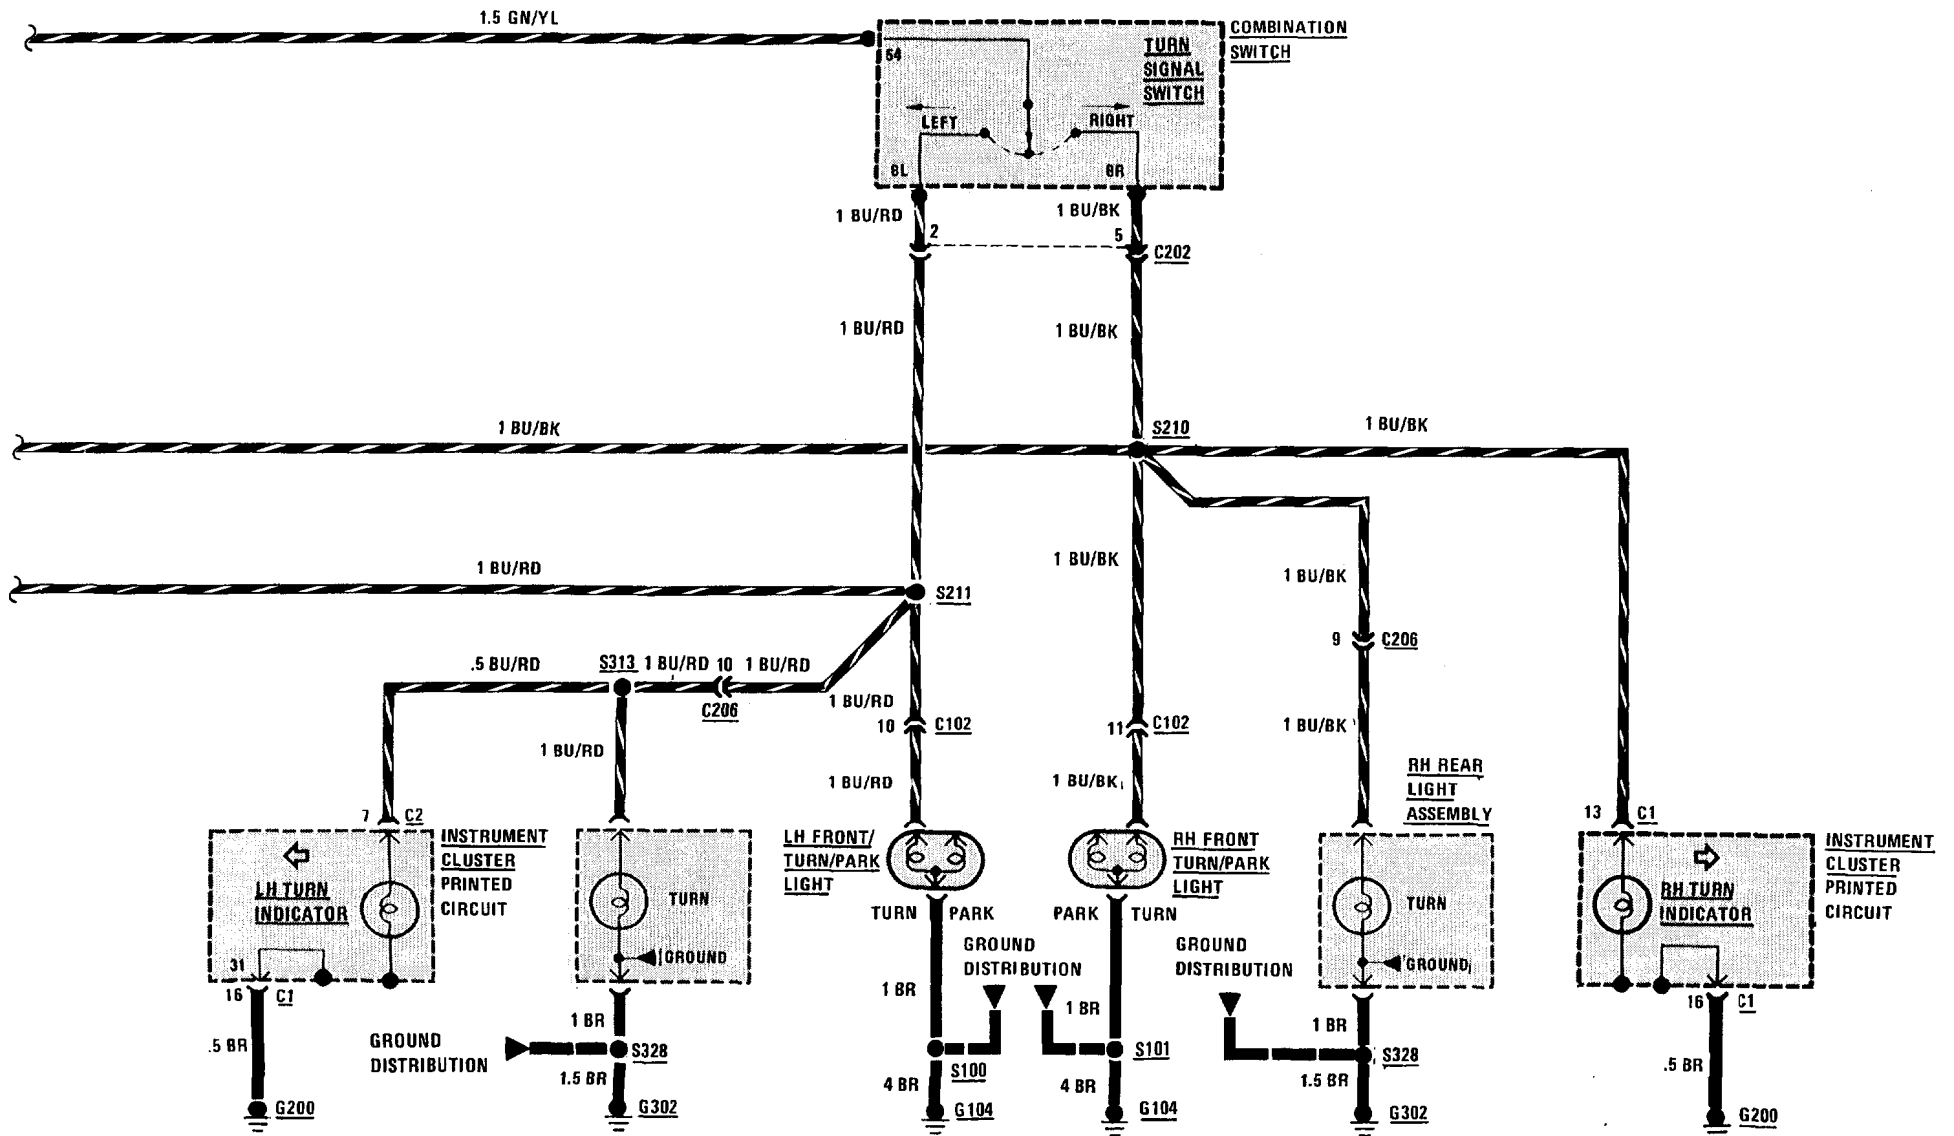 1.5 GN/YL
COMBINATION
SWITCH
54
TURN
SIGNAL
SWITCH
LEFT
RIGHT
8L
8R
1 BU/RD
1 BU/BK
2
5
C202
1 BU/RD
1 BU/BK
1 BU/BK
S210
1 BU/BK
1 BU/RD
S211
1 BU/BK
1 BU/BK
9
C206
.5 BU/RD
S313
1 BU/RD
10
1 BU/RD
C206
1 BU/RD
10
C102
11
C102
1 BU/BK
1 BU/RD
1 BU/RD
1 BU/BK
RH REAR
LIGHT
ASSEMBLY
7
C2
13
C1
INSTRUMENT
CLUSTER
PRINTED
CIRCUIT
LH TURN
INDICATOR
31
16
C1
TURN
GROUND
LH FRONT/
TURN/PARK
LIGHT
RH FRONT
TURN/PARK
LIGHT
TURN
PARK
PARK
TURN
TURN
GROUND
RH TURN
INDICATOR
INSTRUMENT
CLUSTER
PRINTED
CIRCUIT
16
C1
GROUND
DISTRIBUTION
GROUND
DISTRIBUTION
1 BR
1 BR
.5 BR
GROUND
DISTRIBUTION
1 BR
S328
1.5 BR
S100
S101
1 BR
S328
1.5 BR
.5 BR
4 BR
4 BR
G200
G302
G104
G104
G302
G200